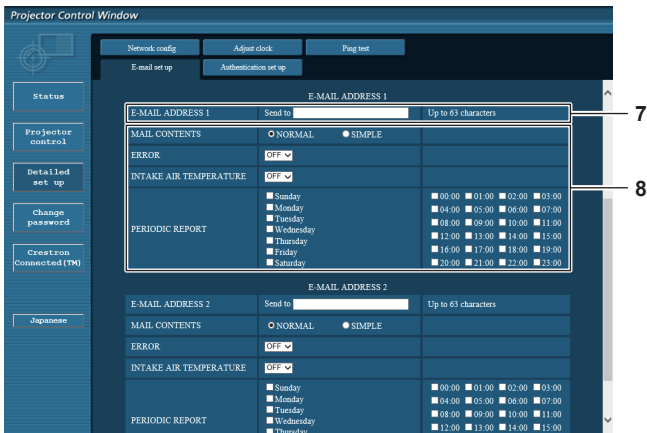 Projector Control Window
Network config Adjust clock Ping test
E-mail set up Authentication set up
Status
Projector control
Detailed set up
Change password
Crestron Connected(TM)
Japanese
E-MAIL ADDRESS 1
E-MAIL ADDRESS 1 Send to Up to 63 characters
7
MAIL CONTENTS NORMAL SIMPLE
ERROR OFF
INTAKE AIR TEMPERATURE OFF
8
PERIODIC REPORT
Sunday 00:00 01:00 02:00 03:00
Monday 04:00 05:00 06:00 07:00
Tuesday 08:00 09:00 10:00 11:00
Wednesday 12:00 13:00 14:00 15:00
Thursday 16:00 17:00 18:00 19:00
Friday 20:00 21:00 22:00 23:00
Saturday
E-MAIL ADDRESS 2
E-MAIL ADDRESS 2 Send to Up to 63 characters
MAIL CONTENTS NORMAL SIMPLE
ERROR OFF
INTAKE AIR TEMPERATURE OFF
PERIODIC REPORT
Sunday 00:00 01:00 02:00 03:00
Monday 04:00 05:00 06:00 07:00
Tuesday 08:00 09:00 10:00 11:00
Wednesday 12:00 13:00 14:00 15:00
Thursday